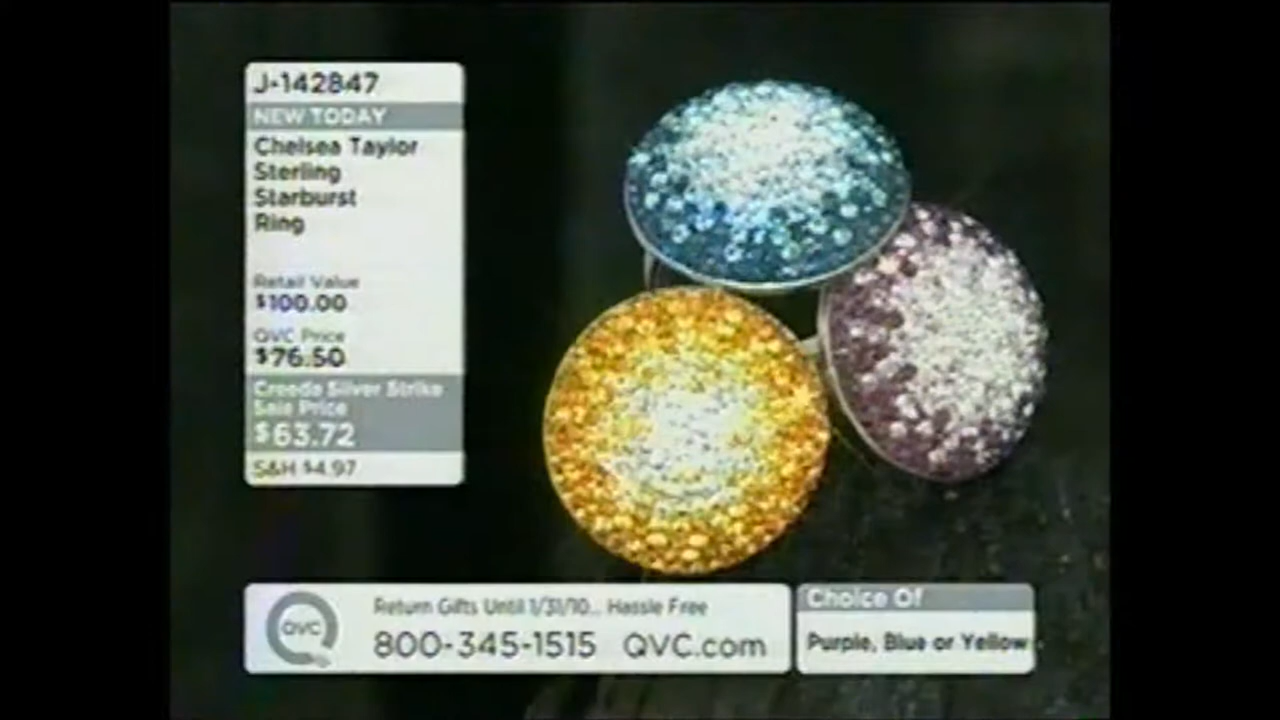 J-142847
NEW TODAY
Chelsea Taylor
Sterling
Starburst
Ring
Retail Value
$100.00
QVC Price
$76.50
Silver Strike
Sale Price
$63.72
S&H $4.97
QVC
Return Gifts Until 1/31/10... Hassle Free
800-345-1515 QVC.com
Choice Of
Purple, Blue or Yellow